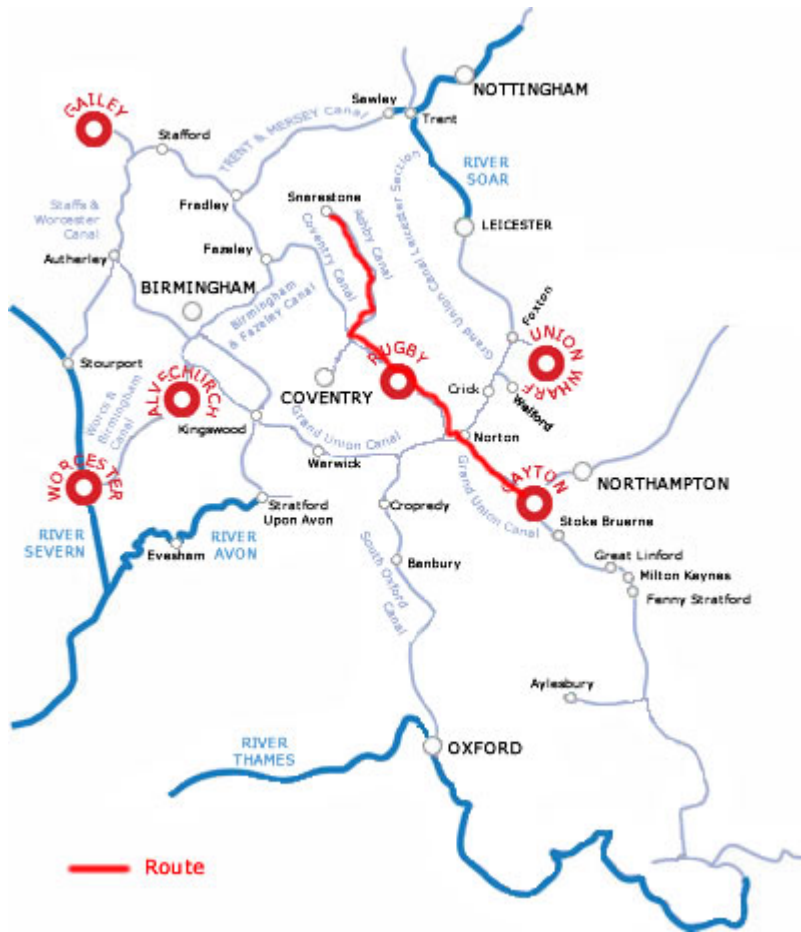 NOTTINGHAM
Sawley
Trent
GAILEY
Stafford
TRENT & MERSEY Canal
RIVER
SOAR
Fradley
Snarestone
Staffs &
Worcester
Canal
Ashby Canal
Coventry Canal
Grand Union Canal Leicester Section
LEICESTER
Autherley
Fazeley
BIRMINGHAM
Birmingham
& Fazeley Canal
Foxton
UNION WHARF
RUGBY
Stourport
ALVECHURCH
COVENTRY
Crick
Welford
Worcs &
Birmingham
Canal
Kingswood
Grand Union Canal
Norton
Warwick
WORCESTER
GAYTON
NORTHAMPTON
Grand Union Canal
Stratford
Upon Avon
Cropredy
Stoke Bruerne
RIVER
SEVERN
RIVER
AVON
Evesham
South Oxford
Canal
Banbury
Great Linford
Milton Keynes
Fenny Stratford
Aylesbury
RIVER
THAMES
OXFORD
Route